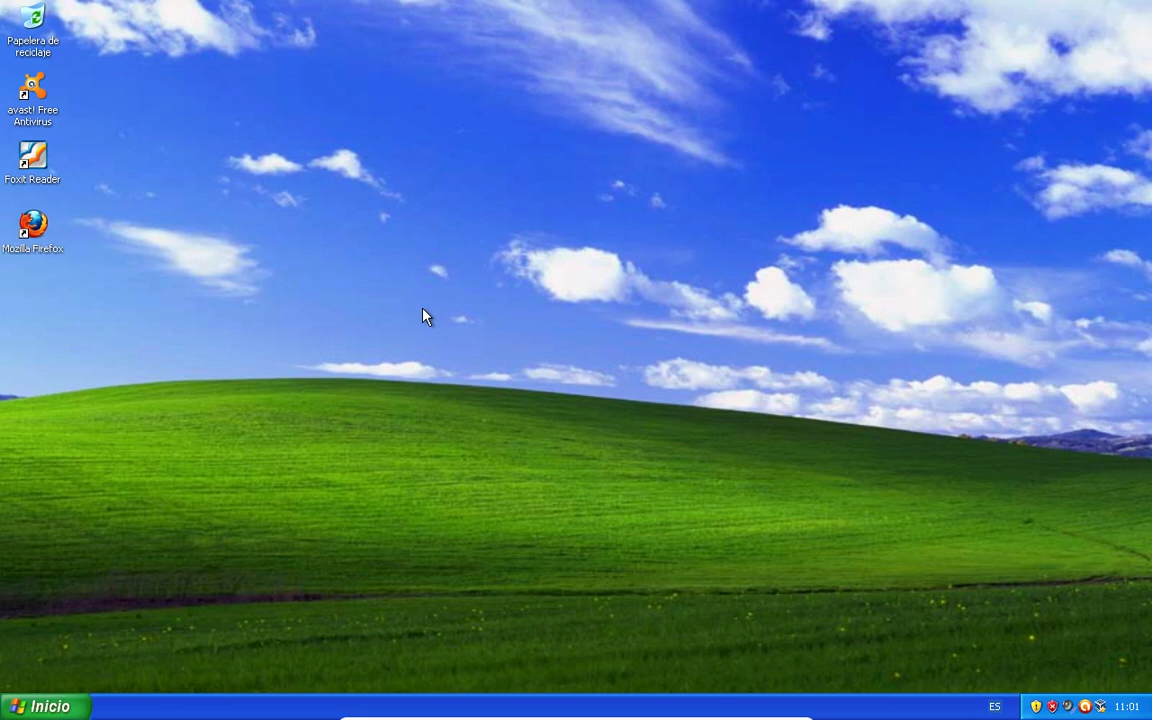 Papelera de
reciclaje
avast! Free
Antivirus
Foxit Reader
Mozilla Firefox
Inicio
ES
11:01